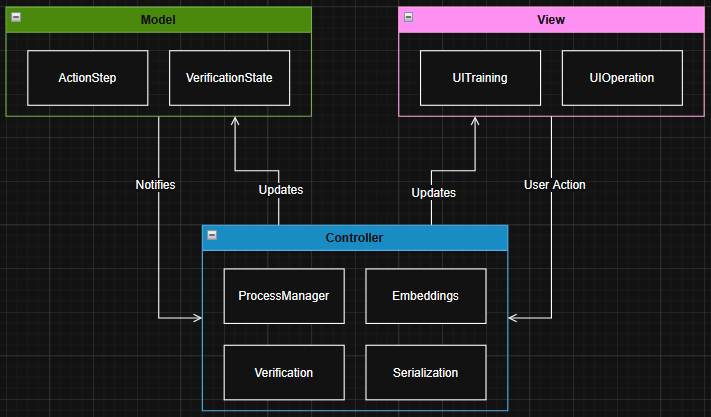 Model
View
ActionStep
VerificationState
UITraining
UIOperation
Notifies
Updates
Updates
User Action
Controller
ProcessManager
Embeddings
Verification
Serialization